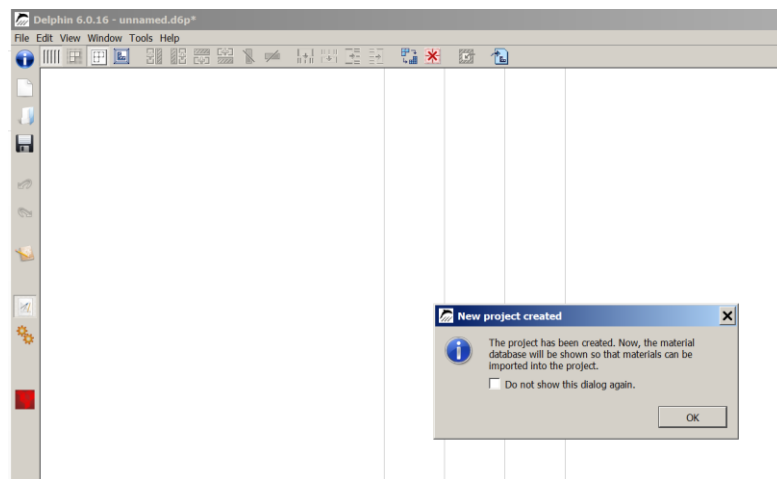 Delphin 6.0.16 - unnamed.d6p*
File Edit View Window Tools Help
New project created
The project has been created. Now, the material
database will be shown so that materials can be
imported into the project.
Do not show this dialog again.
OK